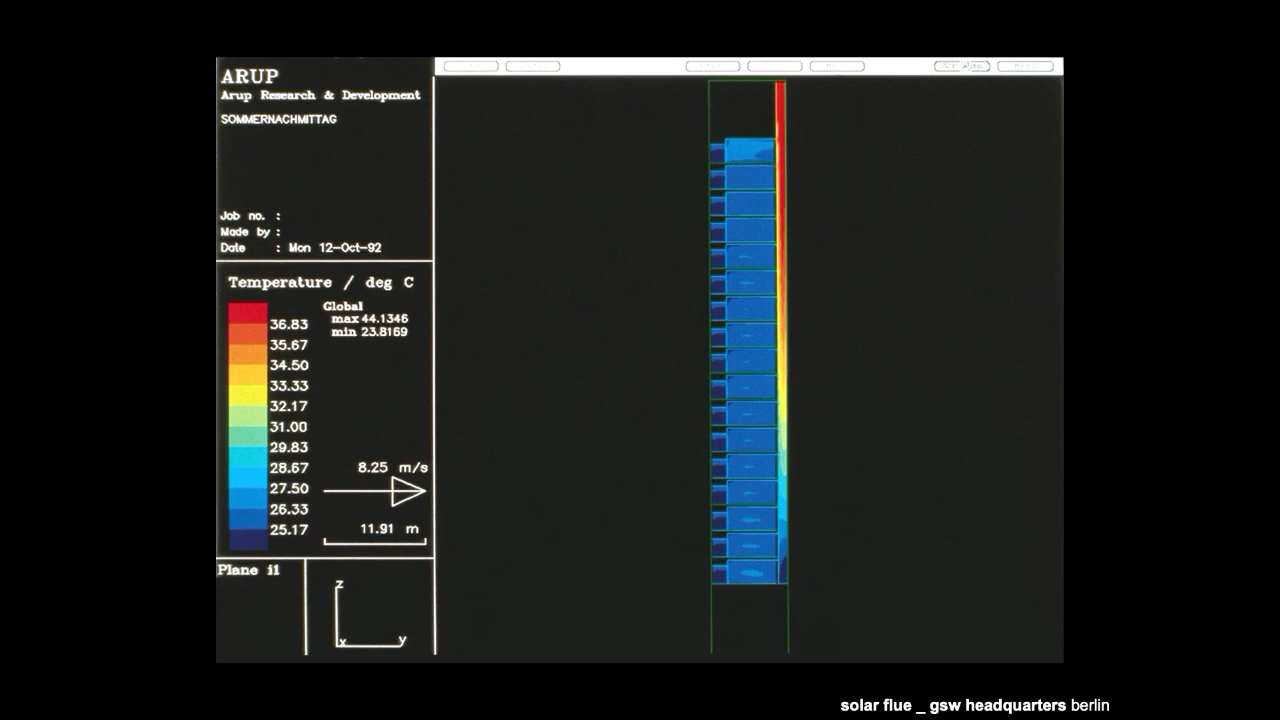 ARUP
Arup Research & Development
SOMMERNACHMITTAG
Job no. :
Made by :
Date : Mon 12-Oct-92
Temperature / deg C
Global
max 44.1346
min 23.8169
36.83
35.67
34.50
33.33
32.17
31.00
29.83
28.67
27.50
26.33
25.17
8.25 m/s
11.91 m
Plane i1
z
x
y
solar flue _ gsw headquarters berlin